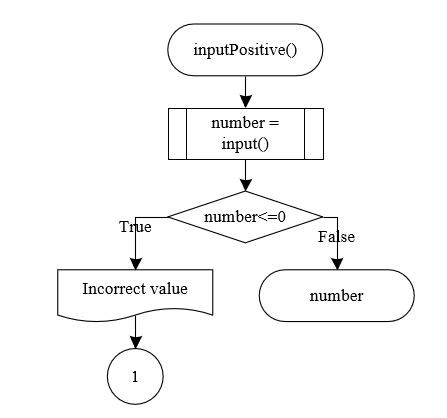 inputPositive()
number =
input()
number<=0
True
False
Incorrect value
number
1